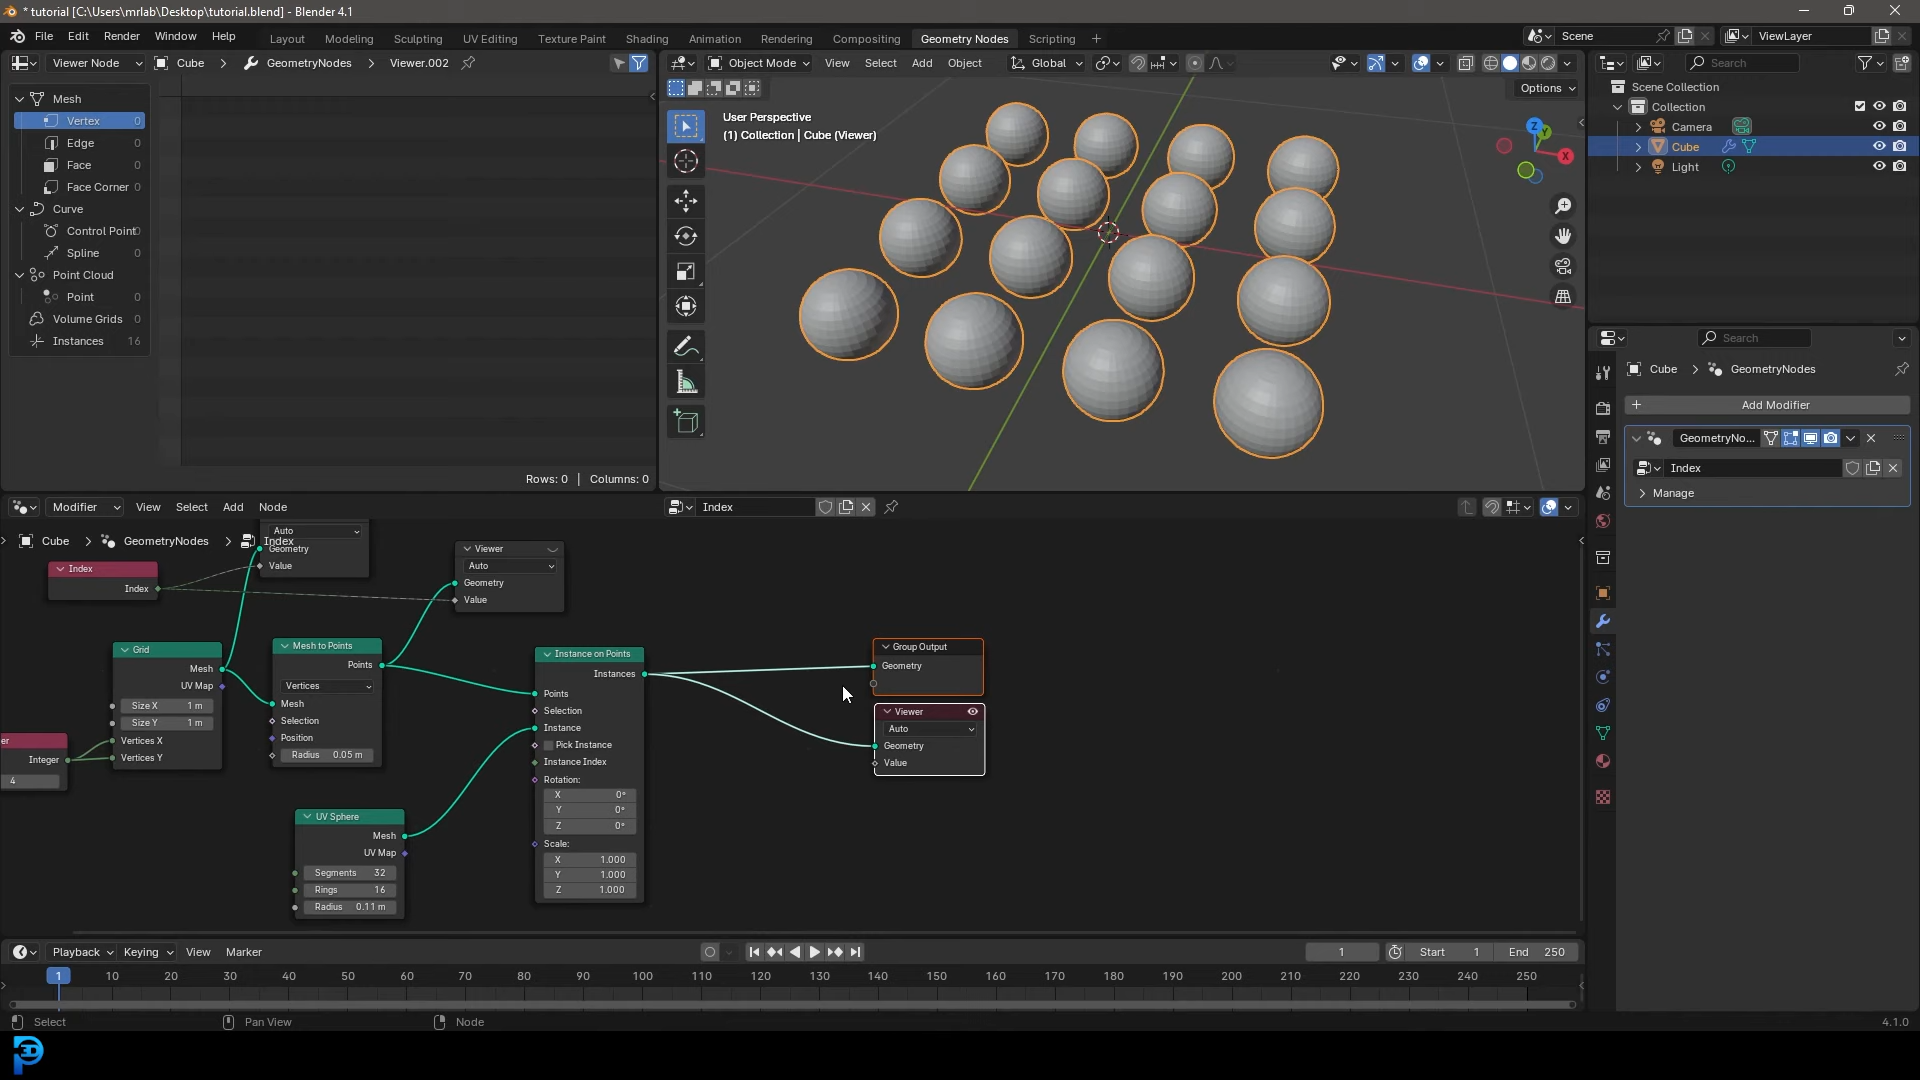 * tutorial [C:\Users\mrlab\Desktop\tutorial.blend] - Blender 4.1
File Edit Render Window Help Layout Modeling Sculpting UV Editing Texture Paint Shading Animation Rendering Compositing Geometry Nodes Scripting + Scene ViewLayer
Viewer Node Cube > GeometryNodes > Viewer.002
Object Mode View Select Add Object Global
Search
Options
Mesh
Vertex 0
Edge 0
Face 0
Face Corner 0
Curve
Control Point 0
Spline 0
Point Cloud
Point 0
Volume Grids 0
Instances 16
Rows: 0 | Columns: 0
User Perspective
(1) Collection | Cube (Viewer)
Z
Y
X
Scene Collection
Collection
Camera
Cube
Light
Search
Cube > GeometryNodes
+ Add Modifier
GeometryNo...
Index
Manage
Modifier View Select Add Node Index
Cube > GeometryNodes > Index
Auto
Geometry
Value
Index
Index
Viewer
Auto
Geometry
Value
Grid
Mesh
UV Map
Size X 1 m
Size Y 1 m
Vertices X
Vertices Y
er
Integer
4
Mesh to Points
Points
Vertices
Mesh
Selection
Position
Radius 0.05 m
UV Sphere
Mesh
UV Map
Segments 32
Rings 16
Radius 0.11 m
Instance on Points
Instances
Points
Selection
Instance
Pick Instance
Instance Index
Rotation:
X 0°
Y 0°
Z 0°
Scale:
X 1.000
Y 1.000
Z 1.000
Group Output
Geometry
Viewer
Auto
Geometry
Value
Playback Keying View Marker 1 Start 1 End 250
1 10 20 30 40 50 60 70 80 90 100 110 120 130 140 150 160 170 180 190 200 210 220 230 240 250
Select Pan View Node 4.1.0